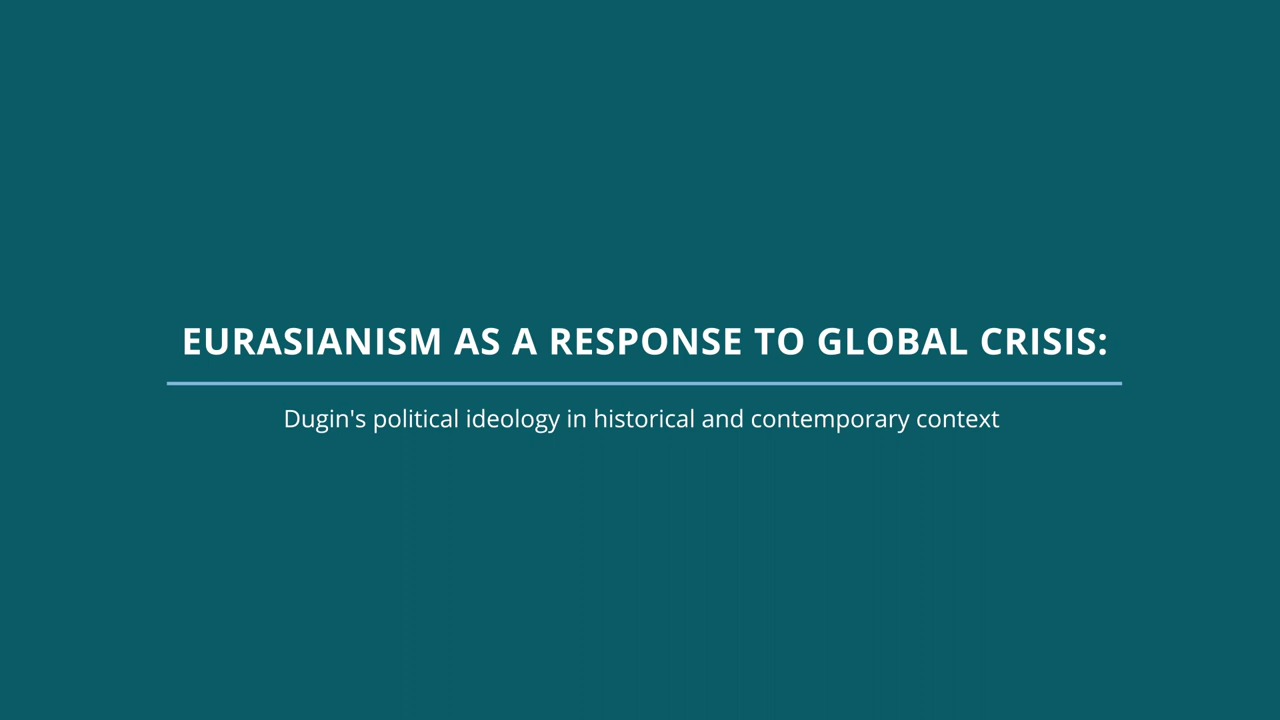 EURASIANISM AS A RESPONSE TO GLOBAL CRISIS:
Dugin's political ideology in historical and contemporary context